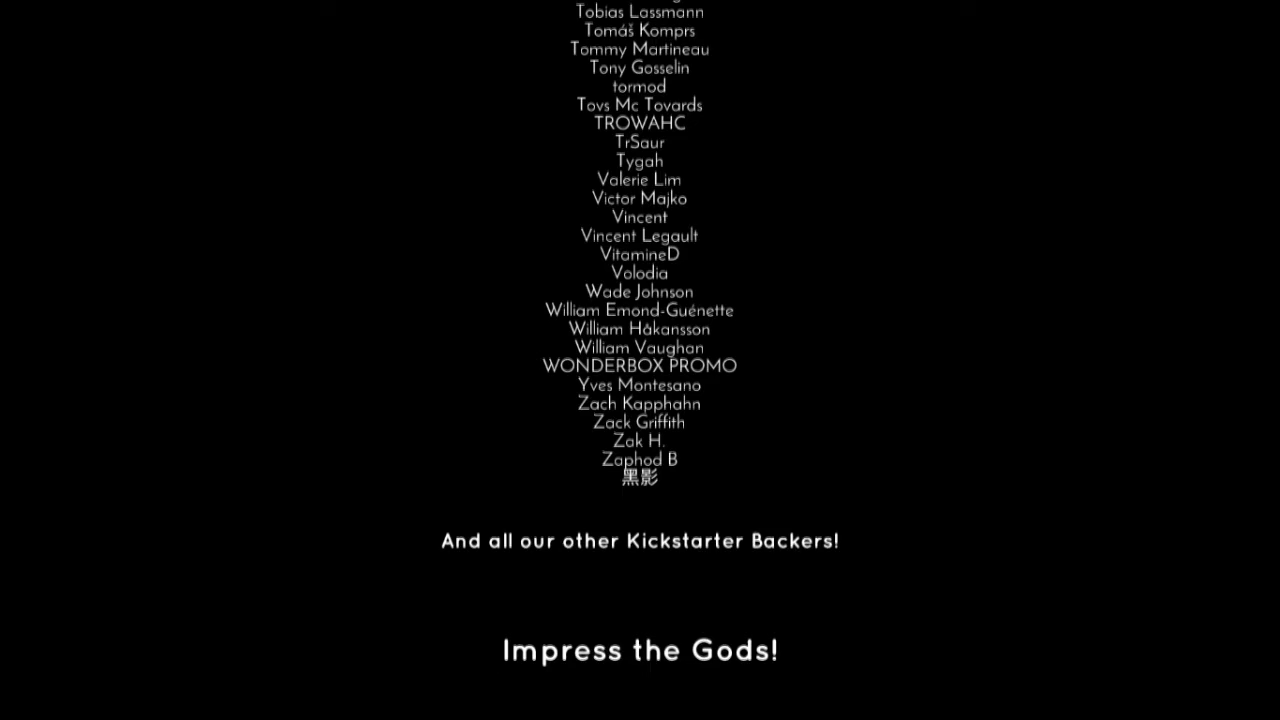 Tobias Lassmann
Tomáš Komprs
Tommy Martineau
Tony Gosselin
tormod
Tovs Mc Tovards
TROWAHC
TrSaur
Tygah
Valerie Lim
Victor Majko
Vincent
Vincent Legault
VitamineD
Volodia
Wade Johnson
William Emond-Guénette
William Håkansson
William Vaughan
WONDERBOX PROMO
Yves Montesano
Zach Kapphahn
Zack Griffith
Zak H.
Zaphod B
黑影
And all our other Kickstarter Backers!
Impress the Gods!